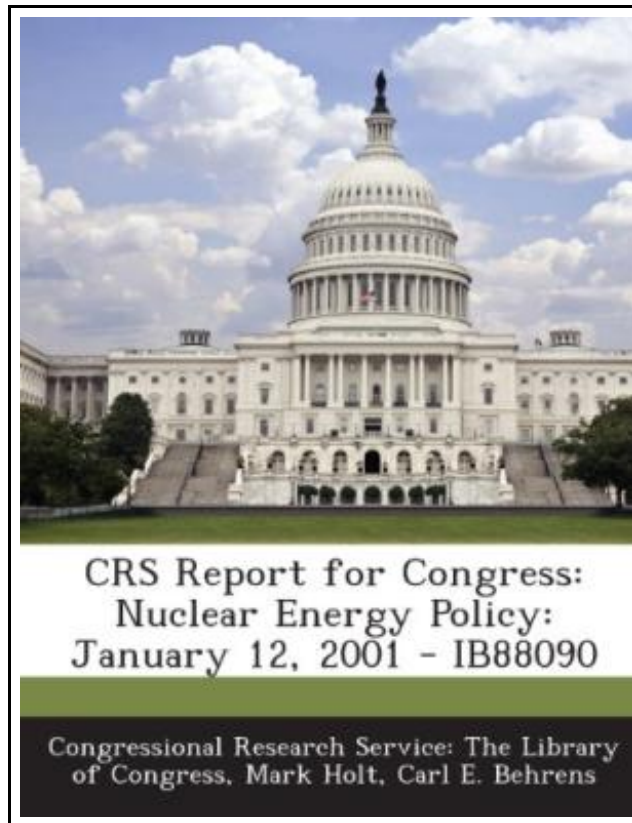 CRS Report for Congress:
Nuclear Energy Policy:
January 12, 2001 - IB88090
Congressional Research Service: The Library
of Congress, Mark Holt, Carl E. Behrens